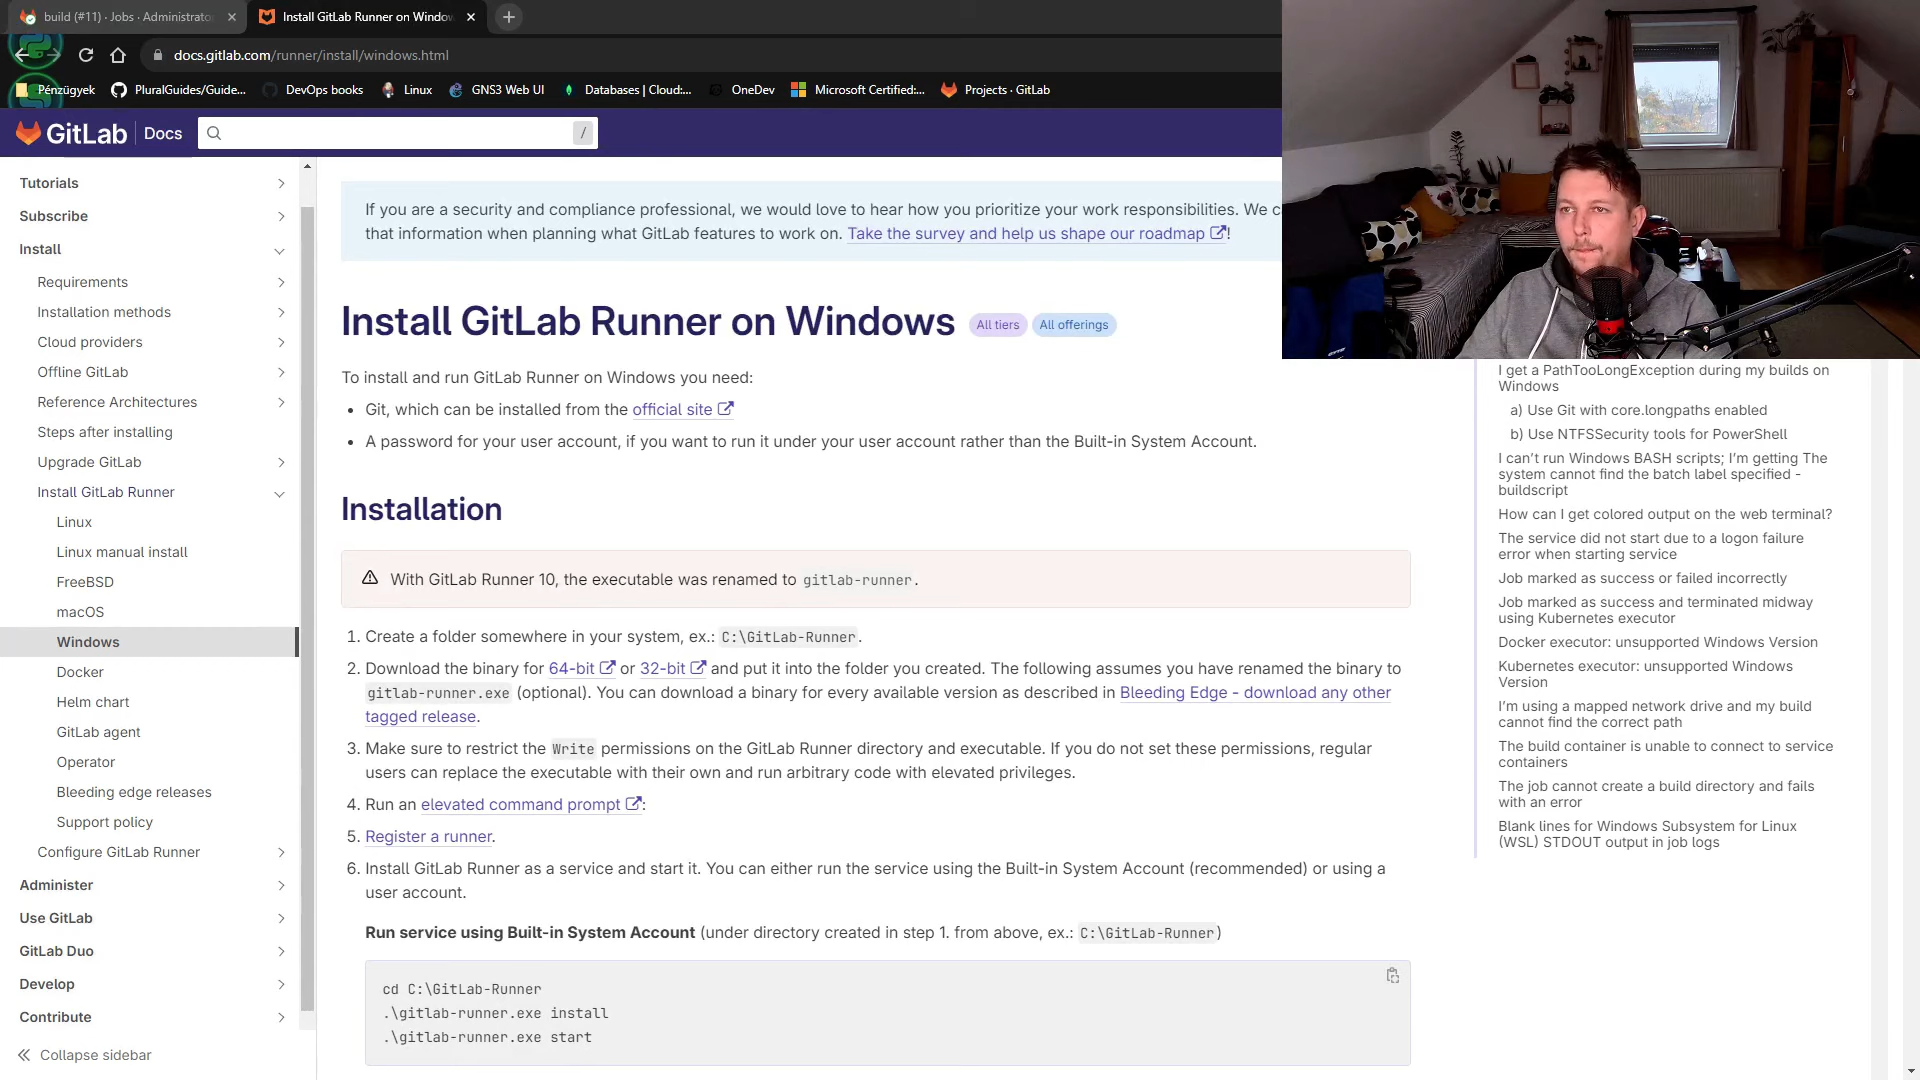 build (#11) · Jobs · Administrator
Install GitLab Runner on Window
docs.gitlab.com/runner/install/windows.html
Pénzügyek
PluralGuides/Guide...
DevOps books
Linux
GNS3 Web UI
Databases | Cloud:...
OneDev
Microsoft Certified:...
Projects · GitLab
GitLab Docs
/
Tutorials
Subscribe
Install
Requirements
Installation methods
Cloud providers
Offline GitLab
Reference Architectures
Steps after installing
Upgrade GitLab
Install GitLab Runner
Linux
Linux manual install
FreeBSD
macOS
Windows
Docker
Helm chart
GitLab agent
Operator
Bleeding edge releases
Support policy
Configure GitLab Runner
Administer
Use GitLab
GitLab Duo
Develop
Contribute
Collapse sidebar
If you are a security and compliance professional, we would love to hear how you prioritize your work responsibilities. We c
that information when planning what GitLab features to work on. Take the survey and help us shape our roadmap!
Install GitLab Runner on Windows All tiers All offerings
To install and run GitLab Runner on Windows you need:
• Git, which can be installed from the official site
• A password for your user account, if you want to run it under your user account rather than the Built-in System Account.
Installation
With GitLab Runner 10, the executable was renamed to gitlab-runner.
1. Create a folder somewhere in your system, ex.: C:\GitLab-Runner.
2. Download the binary for 64-bit or 32-bit and put it into the folder you created. The following assumes you have renamed the binary to
gitlab-runner.exe (optional). You can download a binary for every available version as described in Bleeding Edge - download any other
tagged release.
3. Make sure to restrict the Write permissions on the GitLab Runner directory and executable. If you do not set these permissions, regular
users can replace the executable with their own and run arbitrary code with elevated privileges.
4. Run an elevated command prompt:
5. Register a runner.
6. Install GitLab Runner as a service and start it. You can either run the service using the Built-in System Account (recommended) or using a
user account.
Run service using Built-in System Account (under directory created in step 1. from above, ex.: C:\GitLab-Runner)
cd C:\GitLab-Runner
.\gitlab-runner.exe install
.\gitlab-runner.exe start
I get a PathTooLongException during my builds on
Windows
a) Use Git with core.longpaths enabled
b) Use NTFSSecurity tools for PowerShell
I can't run Windows BASH scripts; I'm getting The
system cannot find the batch label specified -
buildscript
How can I get colored output on the web terminal?
The service did not start due to a logon failure
error when starting service
Job marked as success or failed incorrectly
Job marked as success and terminated midway
using Kubernetes executor
Docker executor: unsupported Windows Version
Kubernetes executor: unsupported Windows
Version
I'm using a mapped network drive and my build
cannot find the correct path
The build container is unable to connect to service
containers
The job cannot create a build directory and fails
with an error
Blank lines for Windows Subsystem for Linux
(WSL) STDOUT output in job logs